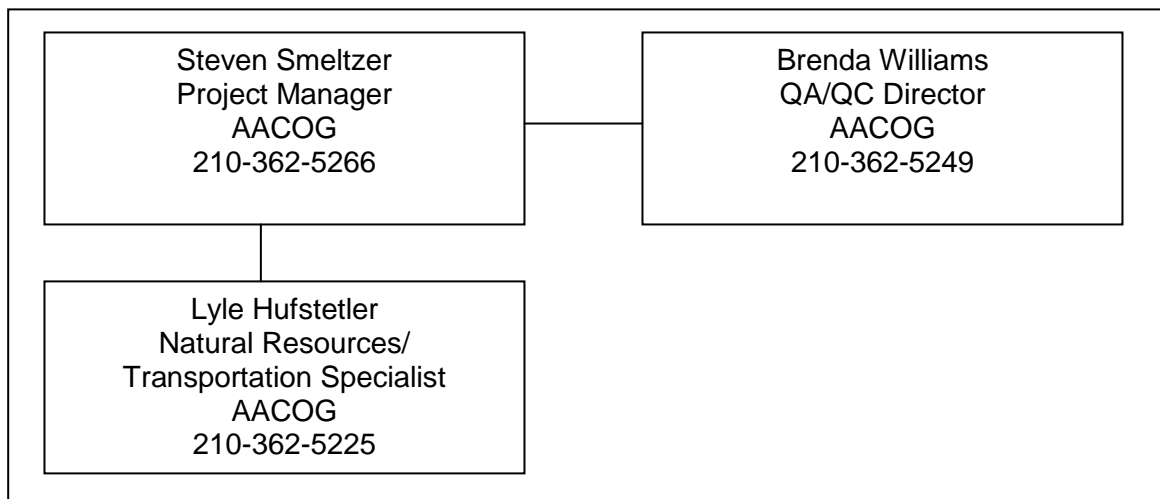 Steven Smeltzer
Project Manager
AACOG
210-362-5266
Brenda Williams
QA/QC Director
AACOG
210-362-5249
Lyle Hufstetler
Natural Resources/
Transportation Specialist
AACOG
210-362-5225